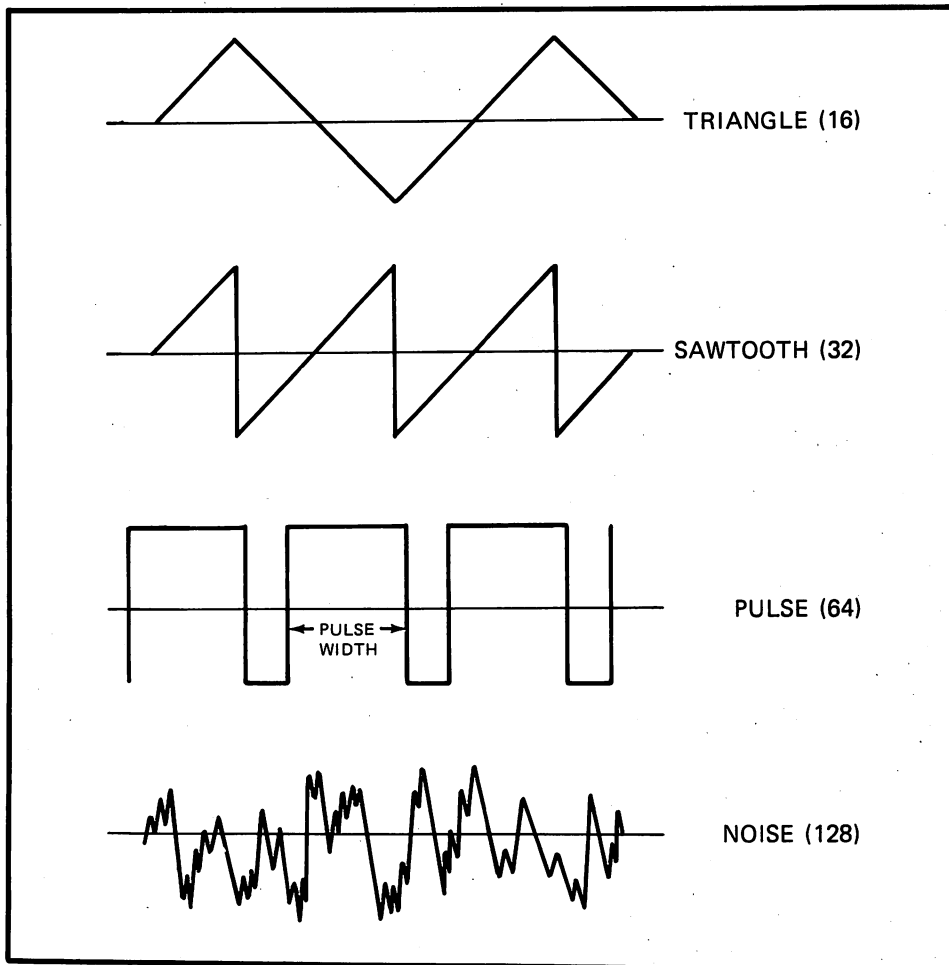 TRIANGLE (16)
SAWTOOTH (32)
PULSE (64)
PULSE
WIDTH
NOISE (128)